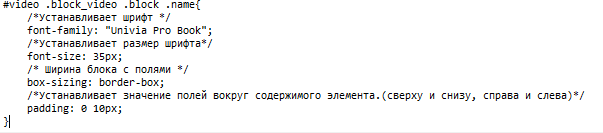 #video .block_video .block .name{
/*Устанавливает шрифт */
font-family: "Univia Pro Book";
/*Устанавливает размер шрифта*/
font-size: 35px;
/* Ширина блока с полями */
box-sizing: border-box;
/*Устанавливает значение полей вокруг содержимого элемента.(сверху и снизу, справа и слева)*/
padding: 0 10px;
}